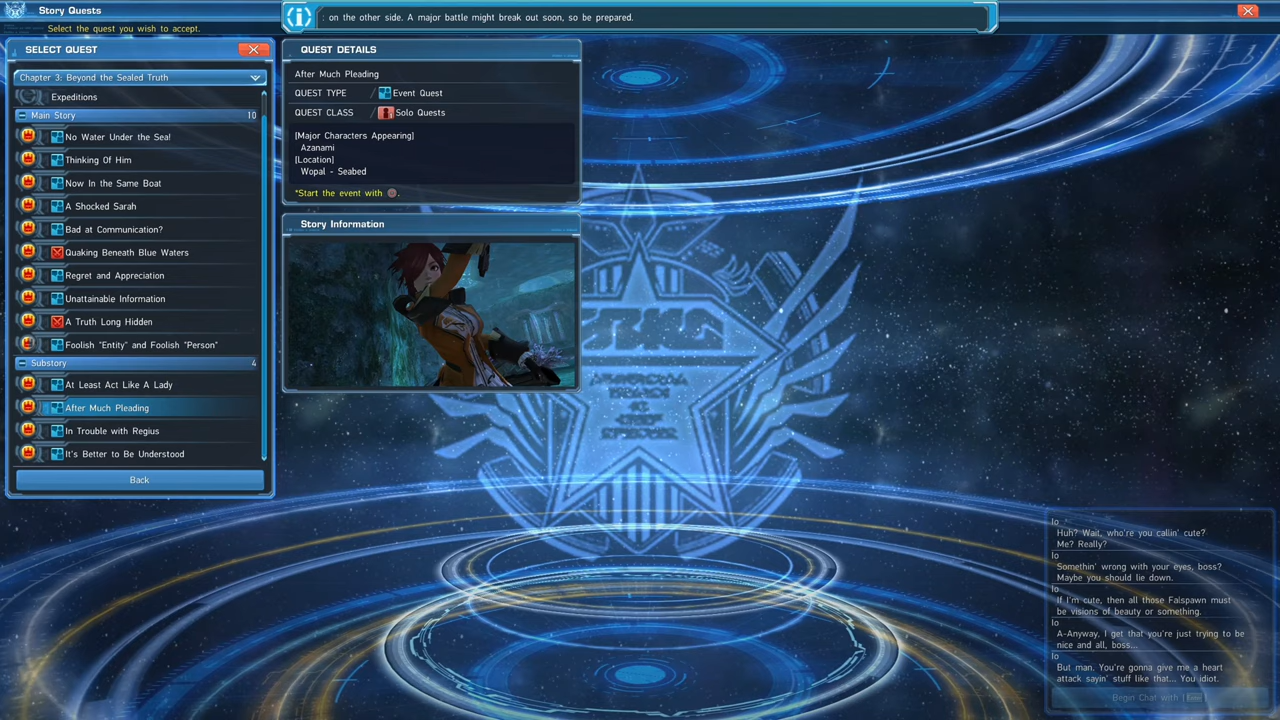 Story Quests
Select the quest you wish to accept.
: on the other side. A major battle might break out soon, so be prepared.
SELECT QUEST
Chapter 3: Beyond the Sealed Truth
Expeditions
Main Story 10
No Water Under the Sea!
Thinking Of Him
Now In the Same Boat
A Shocked Sarah
Bad at Communication?
Quaking Beneath Blue Waters
Regret and Appreciation
Unattainable Information
A Truth Long Hidden
Foolish "Entity" and Foolish "Person"
Substory 4
At Least Act Like A Lady
After Much Pleading
In Trouble with Regius
It's Better to Be Understood
Back
QUEST DETAILS
After Much Pleading
QUEST TYPE / Event Quest
QUEST CLASS / Solo Quests
[Major Characters Appearing]
Azanami
[Location]
Wopal - Seabed
*Start the event with .
Story Information
Io
Huh? Wait, who're you callin' cute?
Me? Really?
Io
Somethin' wrong with your eyes, boss?
Maybe you should lie down.
Io
If I'm cute, then all those Falspawn must
be visions of beauty or something.
Io
A-Anyway, I get that you're just trying to
be nice and all, boss...
Io
But man. You're gonna give me a heart
attack sayin' stuff like that... You idiot.
Begin Chat with [Enter]